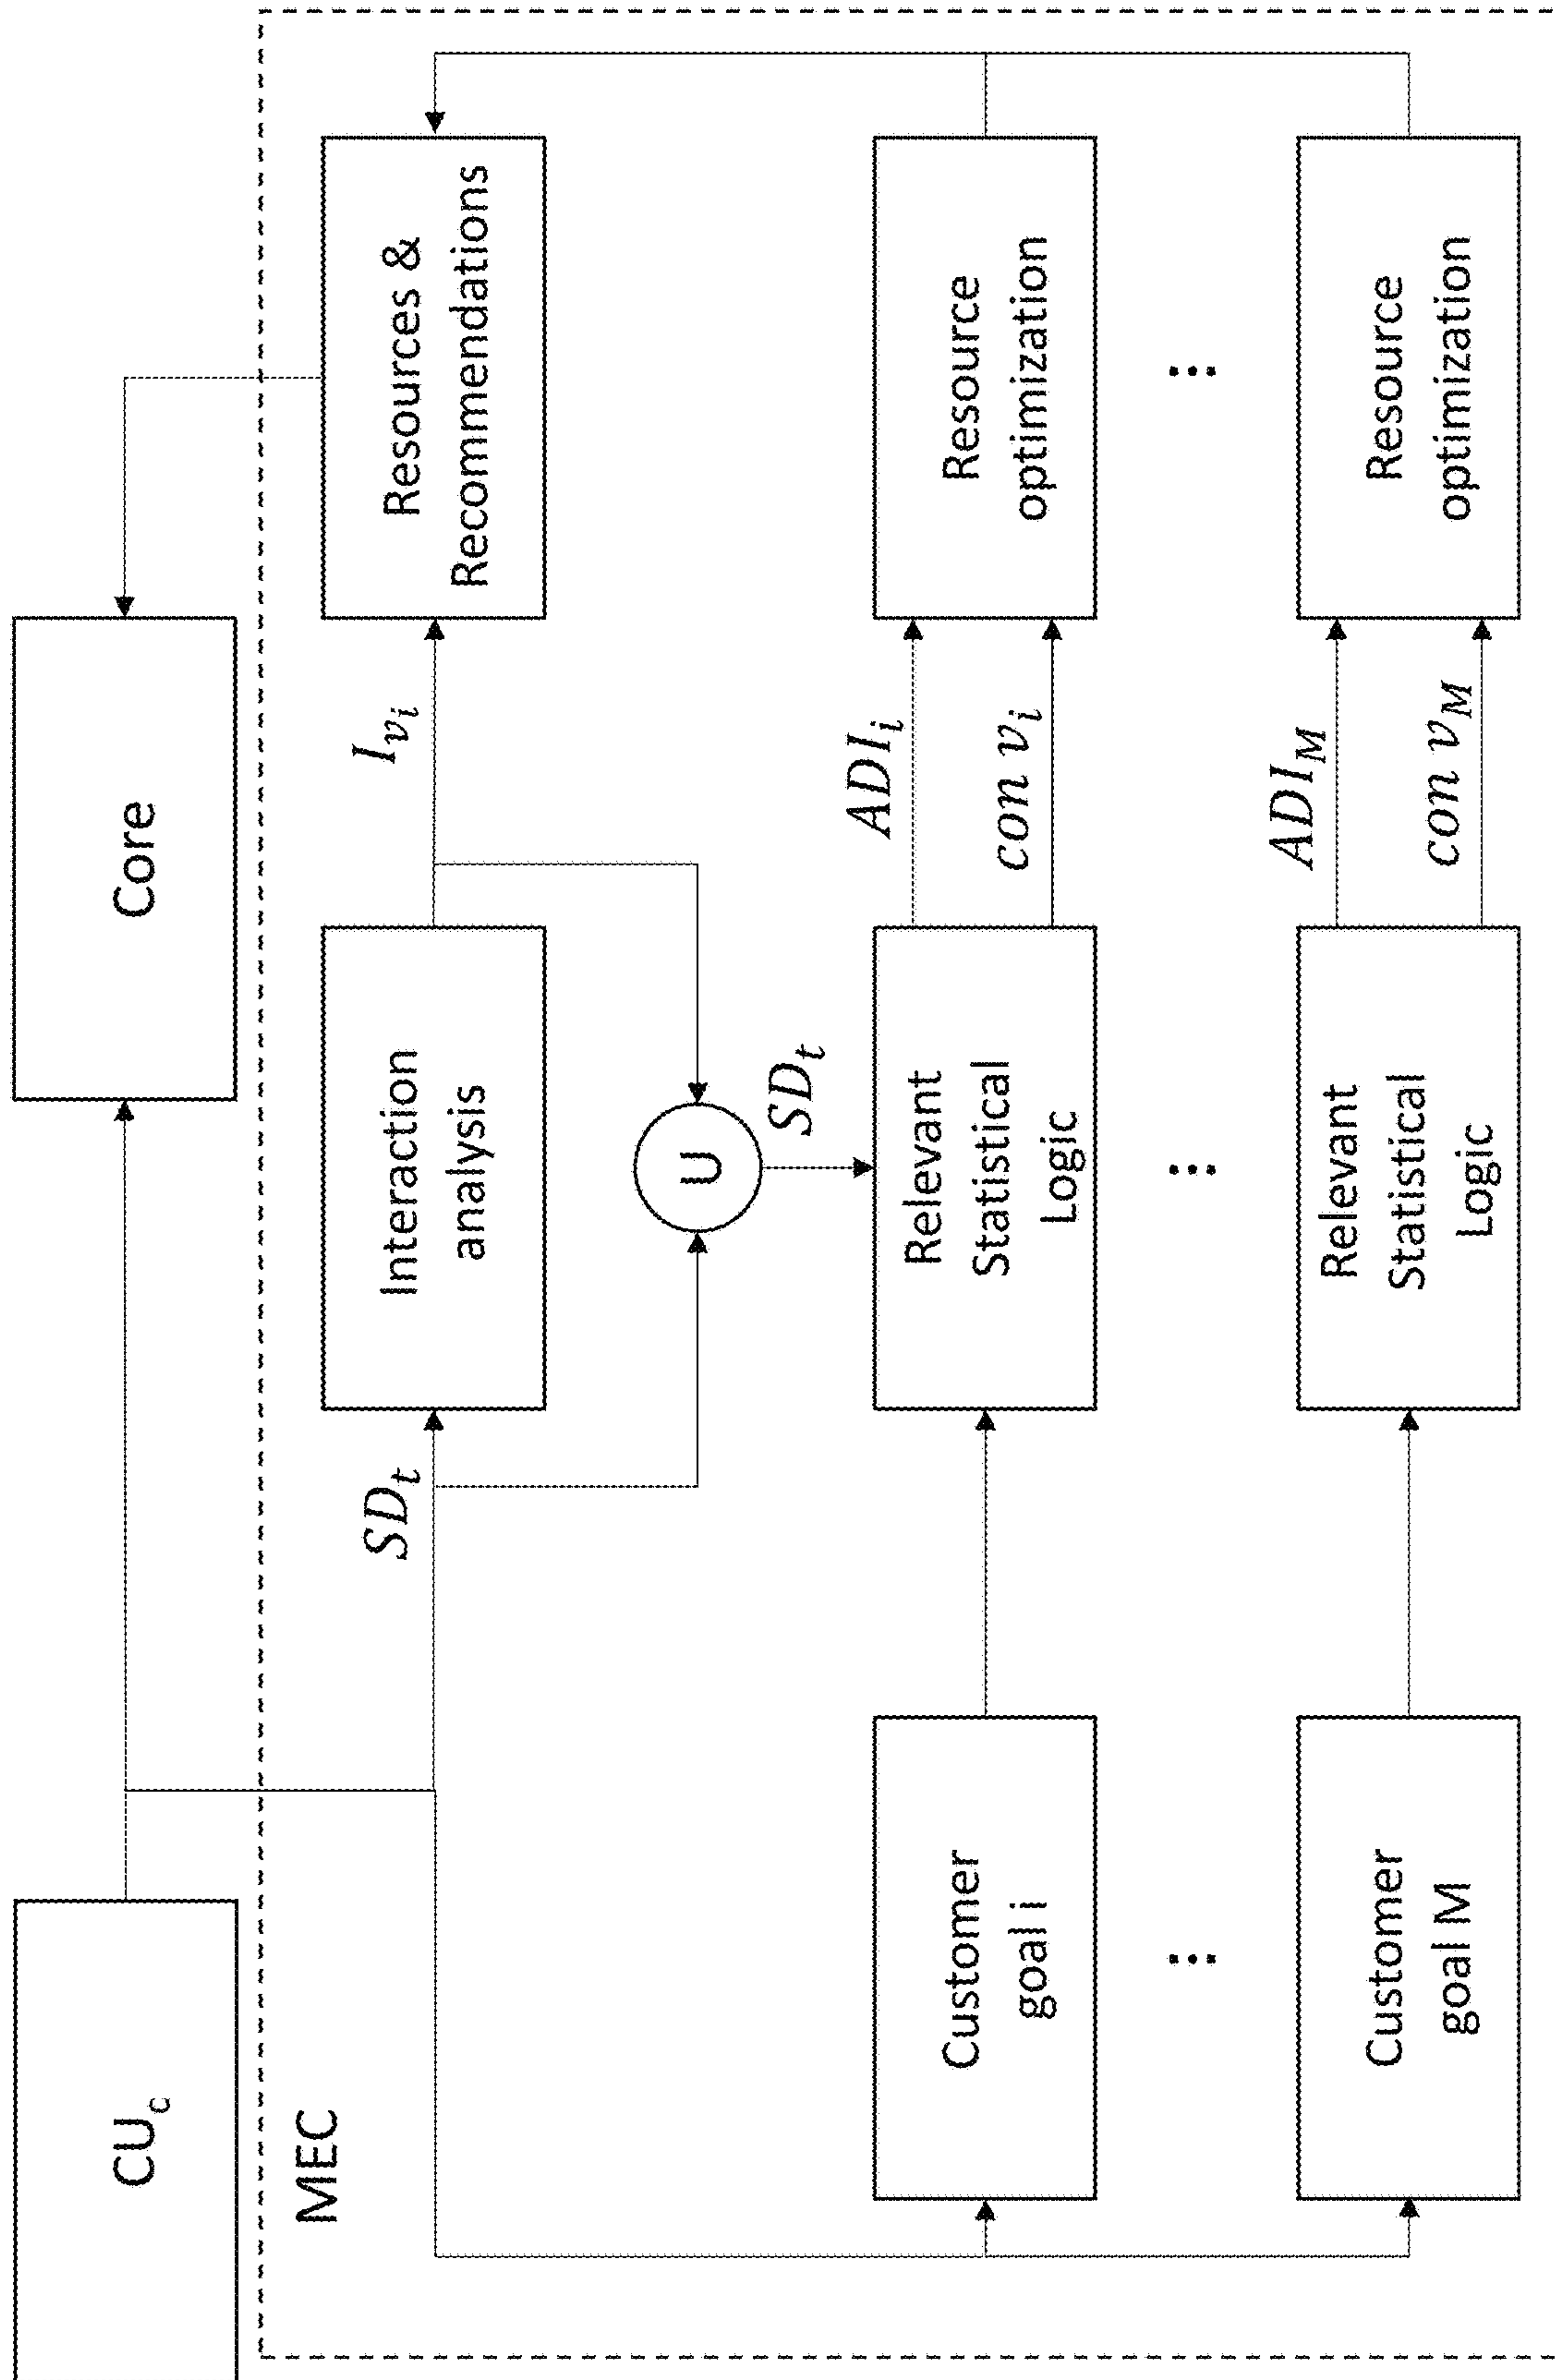 CU_c
Core
MEC
SD_t
Interaction
analysis
I_{v_i}
Resources &
Recommendations
U
SD_t
Customer
goal i
Relevant
Statistical
Logic
ADI_i
con v_i
Resource
optimization
...
...
...
Customer
goal M
Relevant
Statistical
Logic
ADI_M
con v_M
Resource
optimization